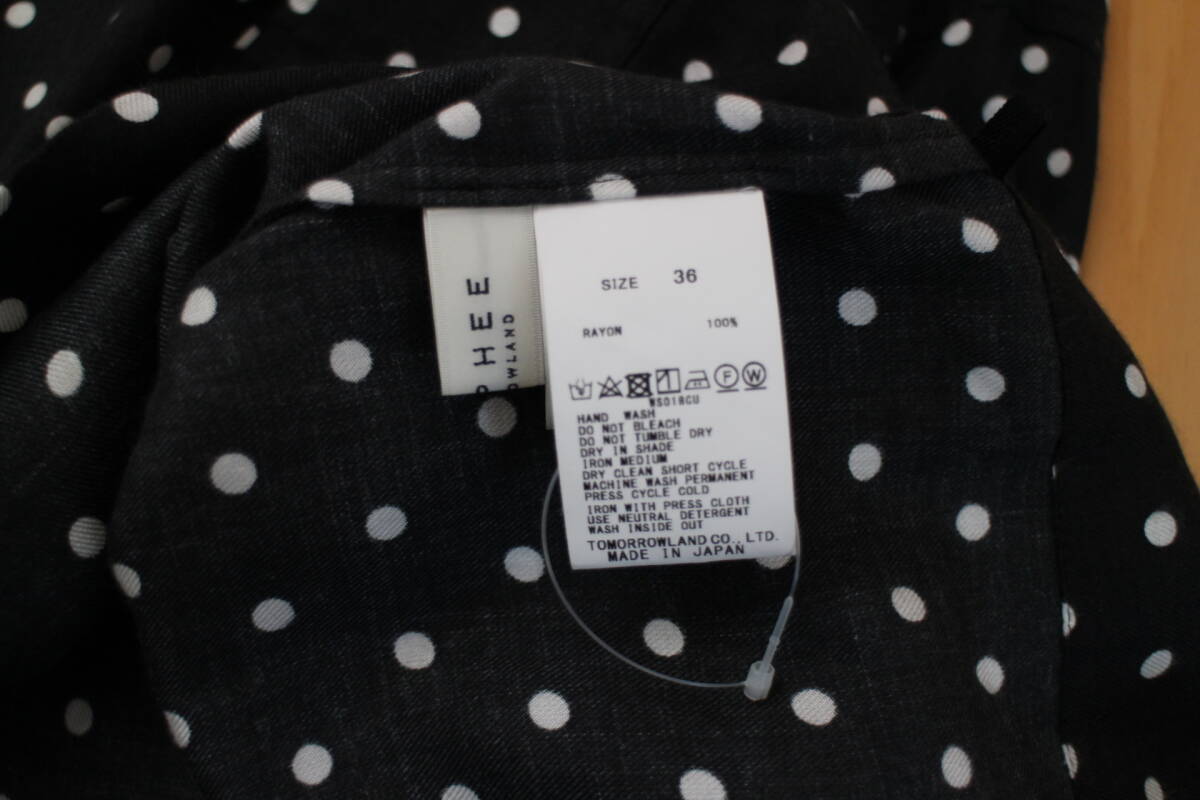 PHEE
OWLAND
SIZE 36
RAYON 100%
F W
WS018CU
HAND WASH
DO NOT BLEACH
DO NOT TUMBLE DRY
DRY IN SHADE
IRON MEDIUM
DRY CLEAN SHORT CYCLE
MACHINE WASH PERMANENT
PRESS CYCLE COLD
IRON WITH PRESS CLOTH
USE NEUTRAL DETERGENT
WASH INSIDE OUT
TOMORROWLAND CO., LTD.
MADE IN JAPAN